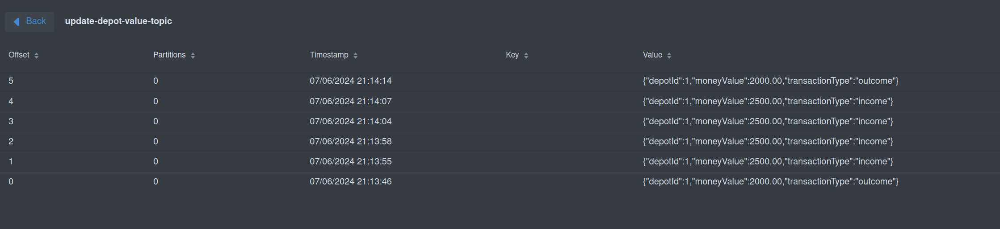 Back update-depot-value-topic
Offset Partitions Timestamp Key Value
5 0 07/06/2024 21:14:14 {"depotId":1,"moneyValue":2000.00,"transactionType":"outcome"}
4 0 07/06/2024 21:14:07 {"depotId":1,"moneyValue":2500.00,"transactionType":"income"}
3 0 07/06/2024 21:14:04 {"depotId":1,"moneyValue":2500.00,"transactionType":"income"}
2 0 07/06/2024 21:13:58 {"depotId":1,"moneyValue":2500.00,"transactionType":"income"}
1 0 07/06/2024 21:13:55 {"depotId":1,"moneyValue":2500.00,"transactionType":"income"}
0 0 07/06/2024 21:13:46 {"depotId":1,"moneyValue":2000.00,"transactionType":"outcome"}